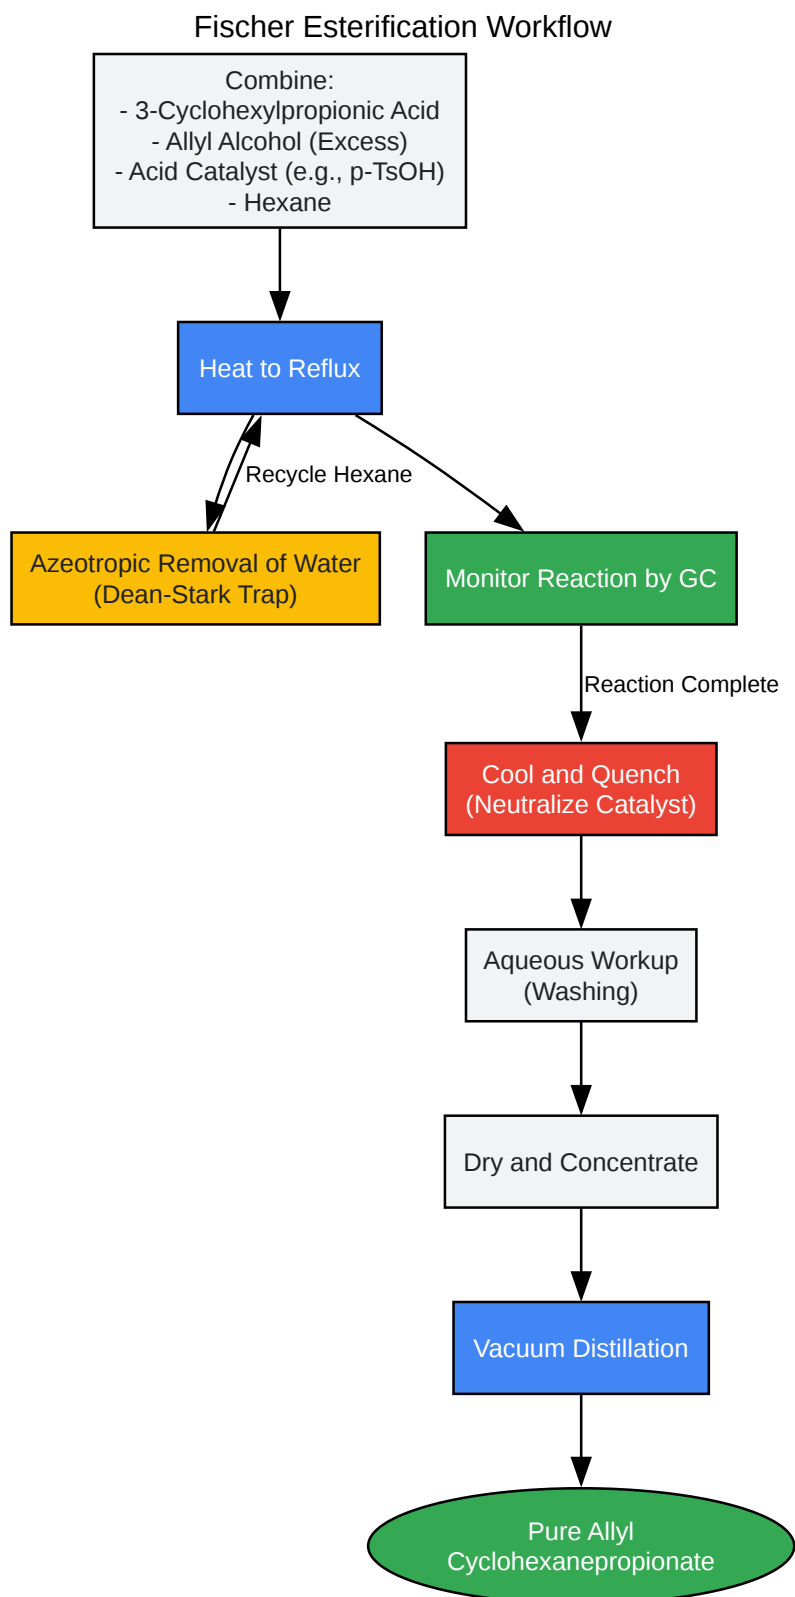 Fischer Esterification Workflow
Combine:
- 3-Cyclohexylpropionic Acid
- Allyl Alcohol (Excess)
- Acid Catalyst (e.g., p-TsOH)
- Hexane
Heat to Reflux
Recycle Hexane
Azeotropic Removal of Water
(Dean-Stark Trap)
Monitor Reaction by GC
Reaction Complete
Cool and Quench
(Neutralize Catalyst)
Aqueous Workup
(Washing)
Dry and Concentrate
Vacuum Distillation
Pure Allyl
Cyclohexanepropionate